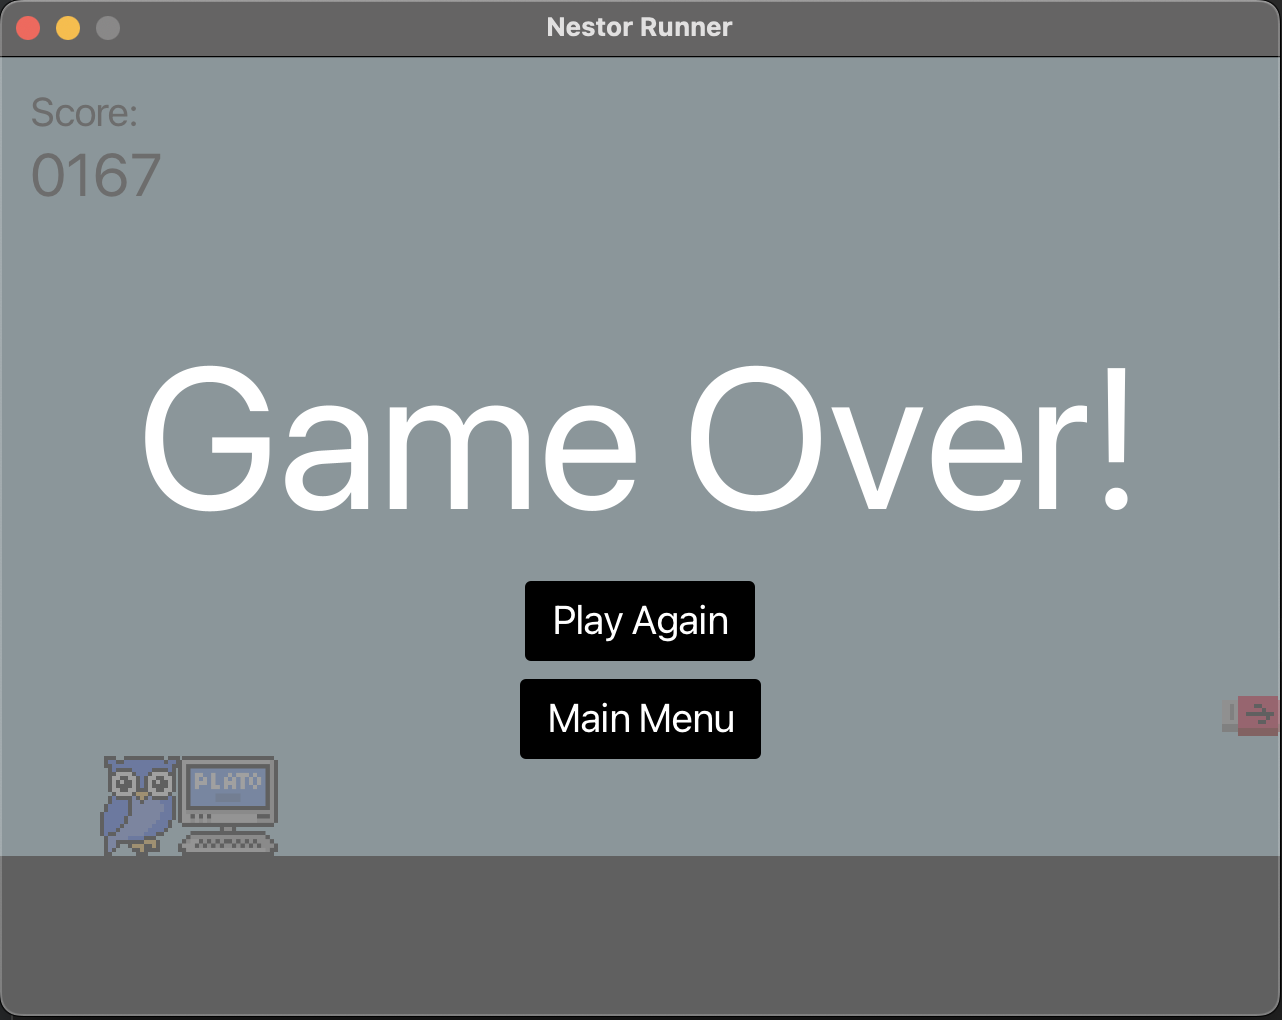 Nestor Runner
Score:
0167
Game Over!
Play Again
Main Menu
PLATO